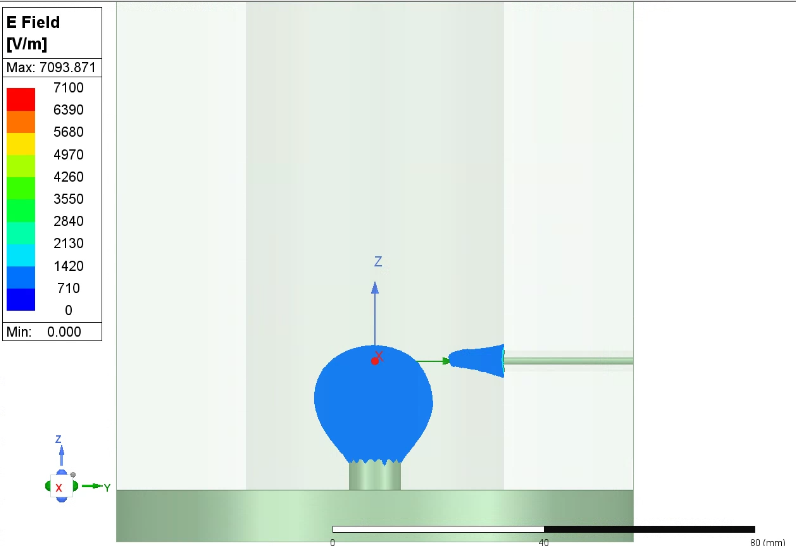 E Field
[V/m]
Max: 7093.871
7100
6390
5680
4970
4260
3550
2840
2130
1420
710
0
Min: 0.000
Z
X
Z
X
Y
0
40
80 (mm)